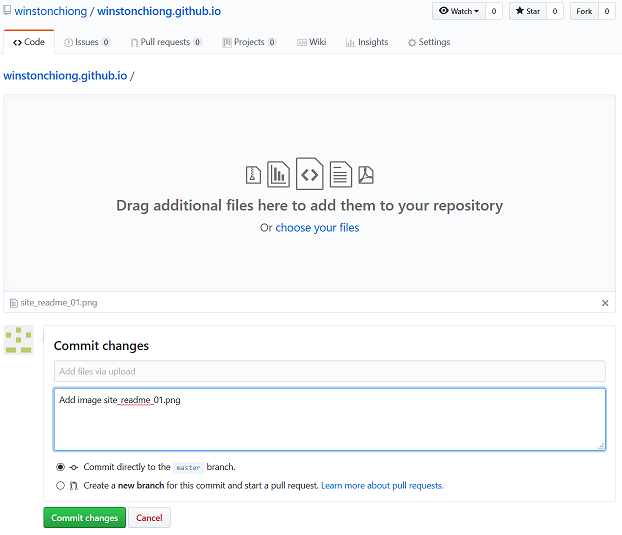 winstonchiong / winstonchiong.github.io
Watch 0 Star 0 Fork 0
Code Issues 0 Pull requests 0 Projects 0 Wiki Insights Settings
winstonchiong.github.io /
Drag additional files here to add them to your repository
Or choose your files
site_readme_01.png
Commit changes
Add files via upload
Add image site_readme_01.png
Commit directly to the master branch.
Create a new branch for this commit and start a pull request. Learn more about pull requests.
Commit changes Cancel